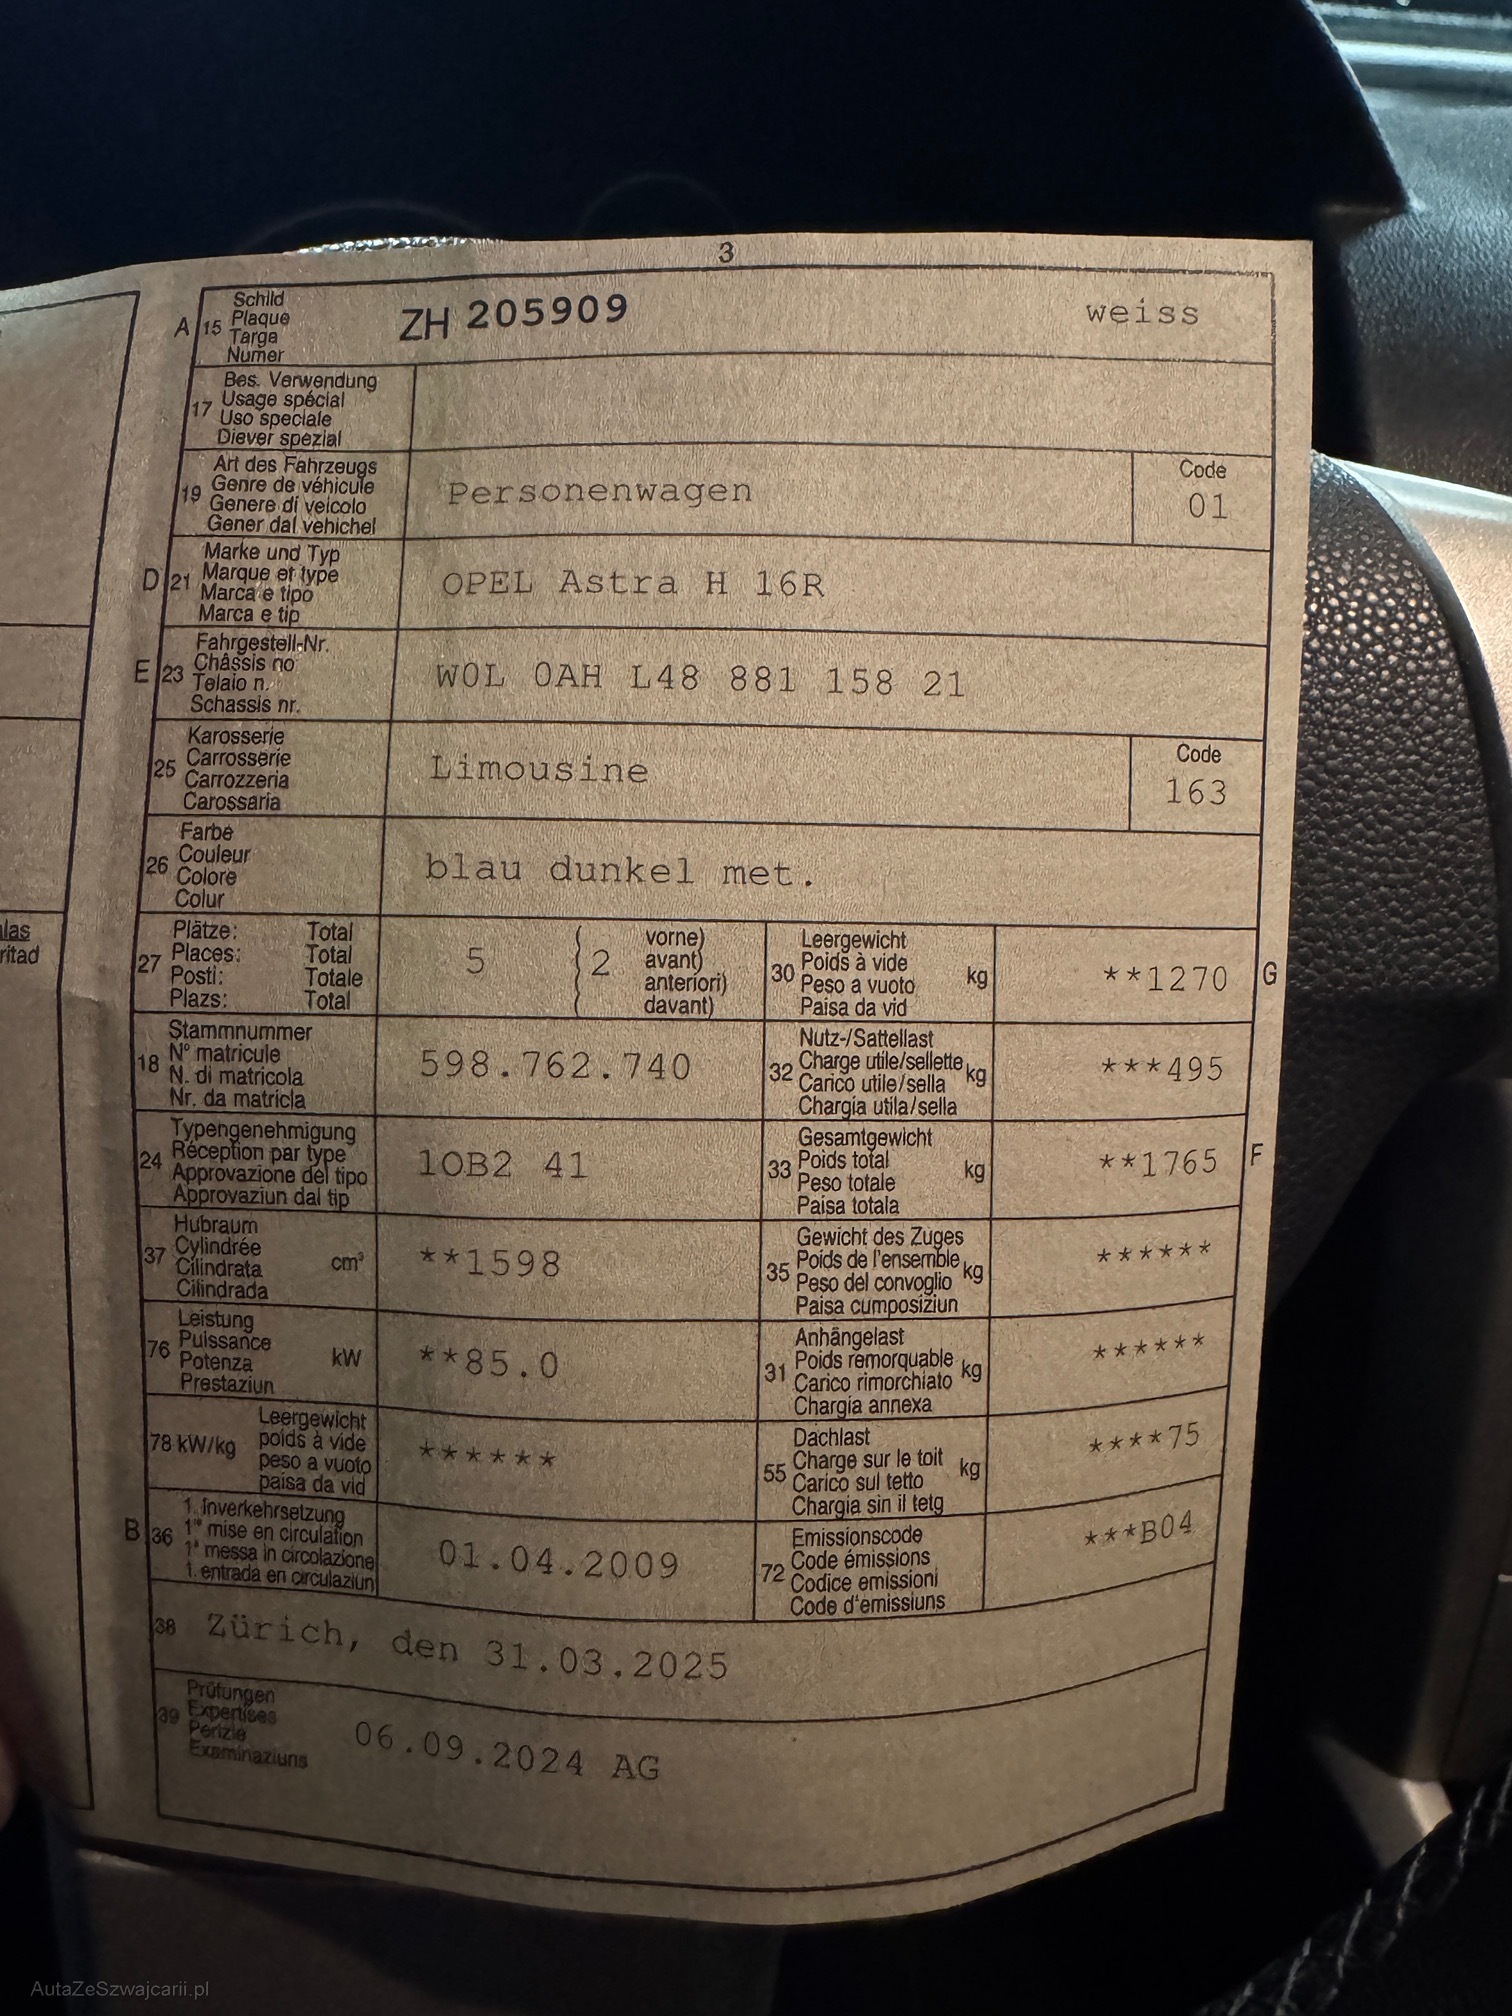 3
A 15 Schild
Plaque
Targa
Numer
ZH 205909 weiss
17 Bes. Verwendung
Usage spécial
Uso speciale
Diever spezial
19 Art des Fahrzeugs
Genre de véhicule
Genere di veicolo
Gener dal vehichel
Personenwagen
Code
01
D 21 Marke und Typ
Marque et type
Marca e tipo
Marca e tip
OPEL Astra H 16R
E 23 Fahrgestell-Nr.
Châssis no
Telaio n.
Schassis nr.
W0L 0AH L48 881 158 21
25 Karosserie
Carrosserie
Carrozzeria
Carossaria
Limousine
Code
163
26 Farbe
Couleur
Colore
Colur
blau dunkel met.
alas
ritad
27 Plätze: Total
Places: Total
Posti: Totale
Plazs: Total
5 ( 2 vorne)
( avant)
( anteriori)
( davant)
30 Leergewicht
Poids à vide
Peso a vuoto
Paisa da vid
kg
**1270 G
18 Stammnummer
N° matricule
N. di matricola
Nr. da matricla
598.762.740
32 Nutz-/Sattellast
Charge utile/sellette
Carico utile/sella
Chargia utila/sella
kg
***495
24 Typengenehmigung
Réception par type
Approvazione del tipo
Approvaziun dal tip
1OB2 41
33 Gesamtgewicht
Poids total
Peso totale
Paisa totala
kg
**1765 F
37 Hubraum
Cylindrée
Cilindrata
Cilindrada
cm³
**1598
35 Gewicht des Zuges
Poids de l'ensemble
Peso del convoglio
Paisa cumposiziun
kg
******
76 Leistung
Puissance
Potenza
Prestaziun
kW
**85.0
31 Anhängelast
Poids remorquable
Carico rimorchiato
Chargia annexa
kg
******
78 kW/kg Leergewicht
poids à vide
peso a vuoto
paisa da vid
******
55 Dachlast
Charge sur le toit
Carico sul tetto
Chargia sin il tetg
kg
****75
B 36 1. Inverkehrsetzung
1re mise en circulation
1a messa in circolazione
1. entrada en circulaziun
01.04.2009
72 Emissionscode
Code émissions
Codice emissioni
Code d'emissiuns
***B04
38 Zürich, den 31.03.2025
39 Prüfungen
Expertises
Perizie
Examinaziuns
06.09.2024 AG
AutaZeSzwajcarii.pl